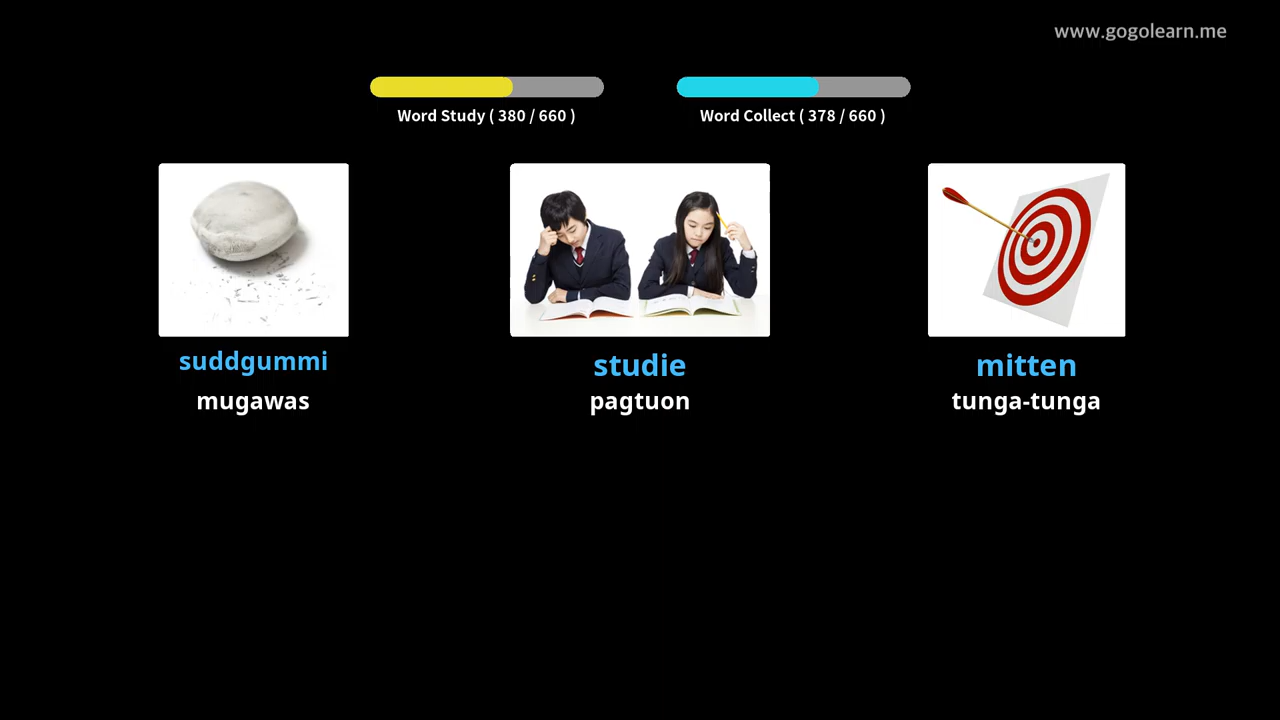 www.gogolearn.me
Word Study ( 380 / 660 )
Word Collect ( 378 / 660 )
suddgummi
mugawas
studie
pagtuon
mitten
tunga-tunga